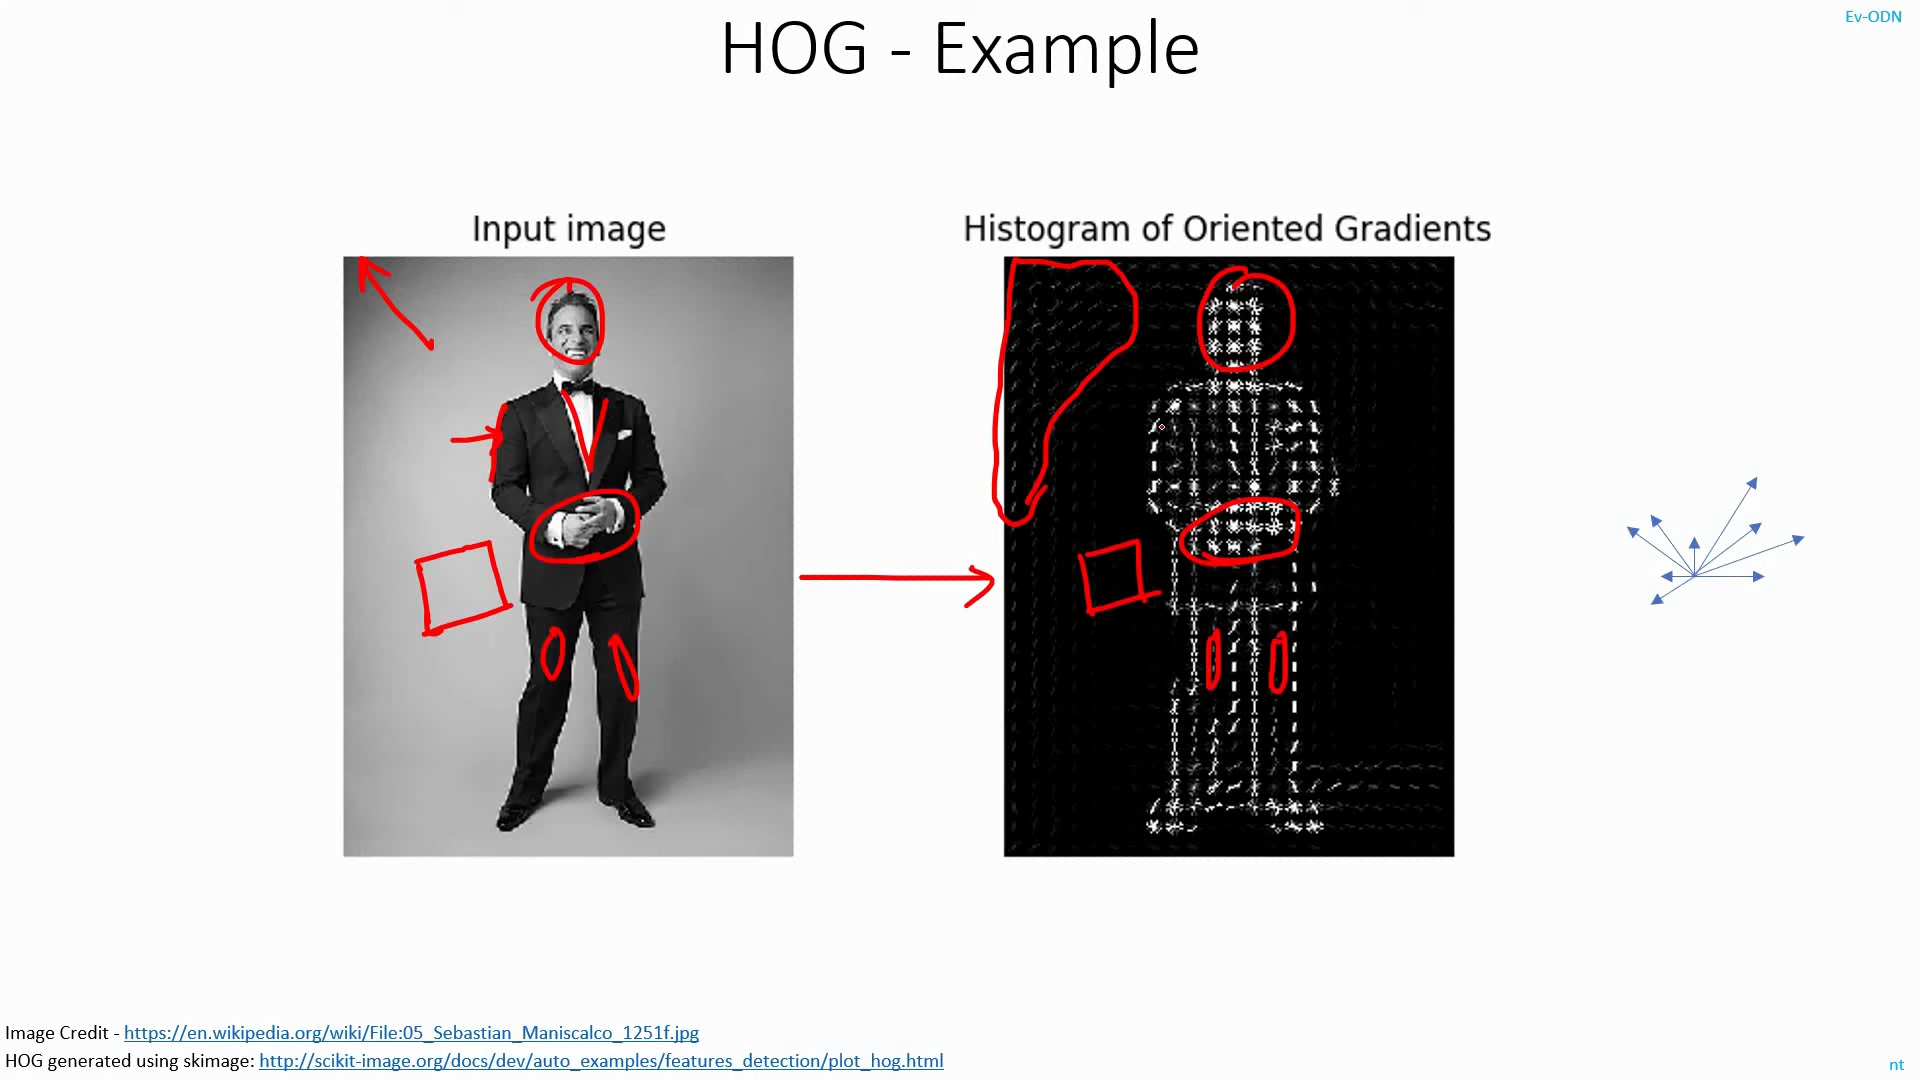 Ev-ODN
HOG - Example
Input image
Histogram of Oriented Gradients
Image Credit - https://en.wikipedia.org/wiki/File:05_Sebastian_Maniscalco_1251f.jpg
HOG generated using skimage: http://scikit-image.org/docs/dev/auto_examples/features_detection/plot_hog.html
nt